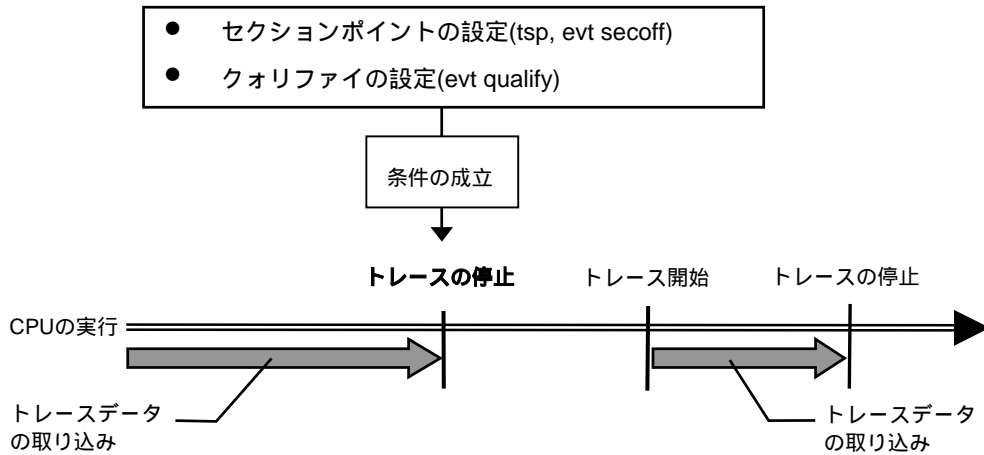 ● セクションポイントの設定(tsp, evt secoff)
● クォリファイの設定(evt qualify)
条件の成立
トレースの停止
トレース開始
トレースの停止
CPUの実行
トレースデータ
の取り込み
トレースデータ
の取り込み